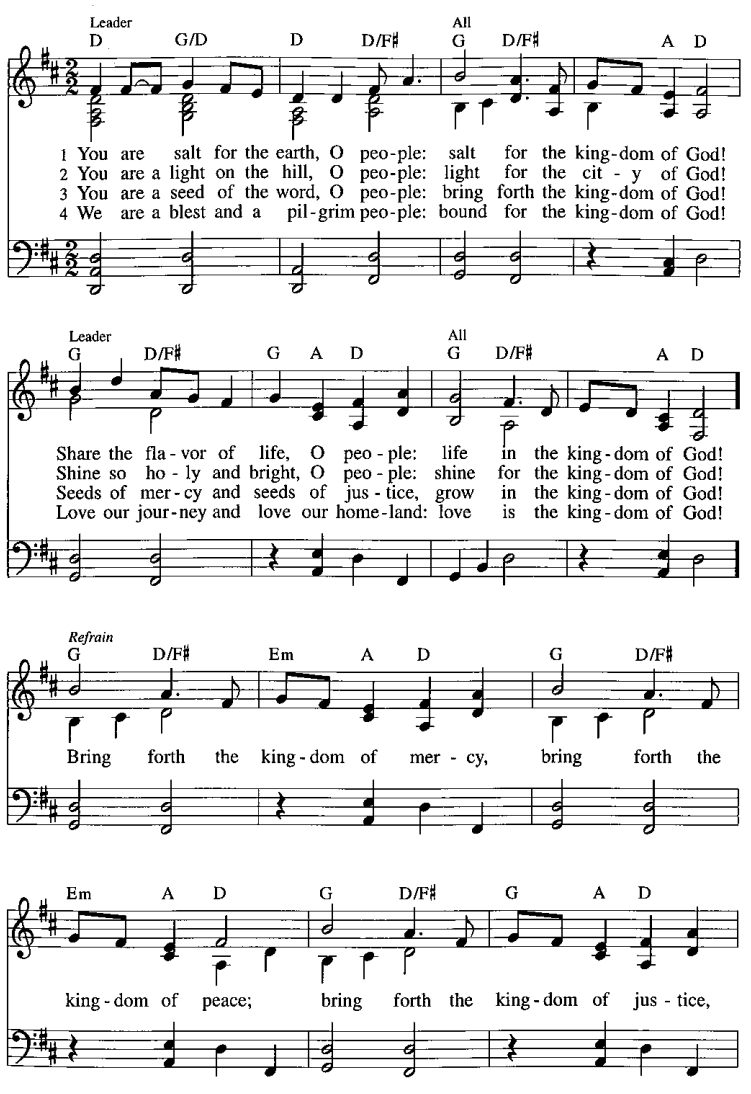 Leader All
D G/D D D/F# G D/F# A D
1 You are salt for the earth, O peo-ple: salt for the king-dom of God!
2 You are a light on the hill, O peo-ple: light for the cit - y of God!
3 You are a seed of the word, O peo-ple: bring forth the king-dom of God!
4 We are a blest and a pil-grim peo-ple: bound for the king-dom of God!
Leader All
G D/F# G A D G D/F# A D
Share the fla-vor of life, O peo-ple: life in the king-dom of God!
Shine so ho-ly and bright, O peo-ple: shine for the king-dom of God!
Seeds of mer-cy and seeds of jus-tice, grow in the king-dom of God!
Love our jour-ney and love our home-land: love is the king-dom of God!
Refrain
G D/F# Em A D G D/F#
Bring forth the king-dom of mer-cy, bring forth the
Em A D G D/F# G A D
king-dom of peace; bring forth the king-dom of jus-tice,